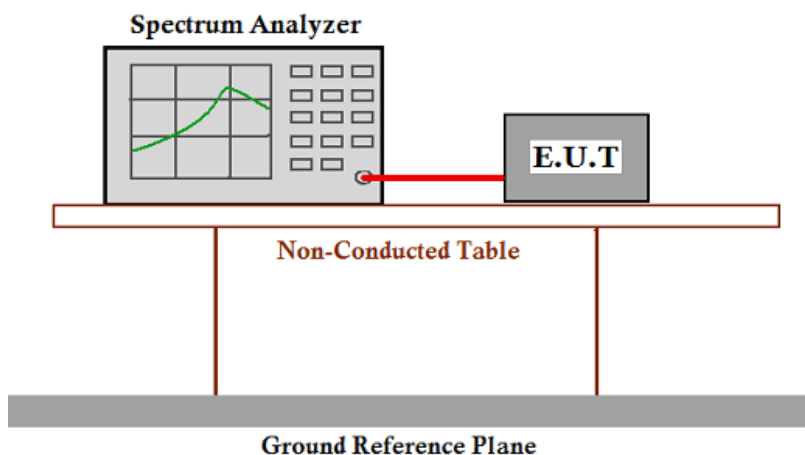 Spectrum Analyzer
E.U.T
Non-Conducted Table
Ground Reference Plane